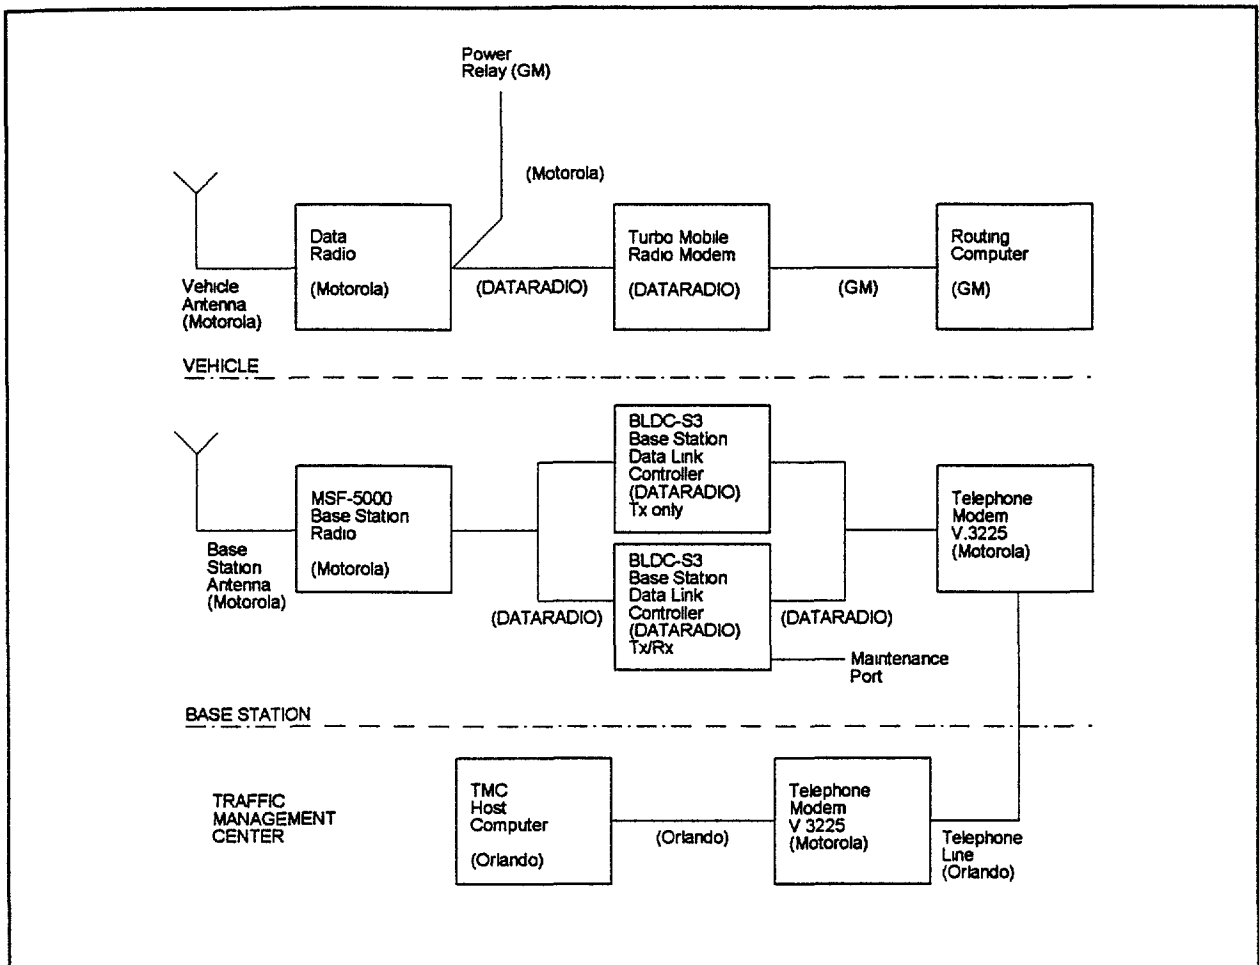 Power
Relay (GM)
(Motorola)
Data
Radio
(Motorola)
Turbo Mobile
Radio Modem
(DATARADIO)
Routing
Computer
(GM)
Vehicle
Antenna
(Motorola)
(DATARADIO)
(GM)
VEHICLE
BLDC-S3
Base Station
Data Link
Controller
(DATARADIO)
Tx only
MSF-5000
Base Station
Radio
(Motorola)
Telephone
Modem
V.3225
(Motorola)
Base
Station
Antenna
(Motorola)
BLDC-S3
Base Station
Data Link
Controller
(DATARADIO)
Tx/Rx
(DATARADIO)
(DATARADIO)
Maintenance
Port
BASE STATION
TRAFFIC
MANAGEMENT
CENTER
TMC
Host
Computer
(Orlando)
(Orlando)
Telephone
Modem
V 3225
(Motorola)
Telephone
Line
(Orlando)